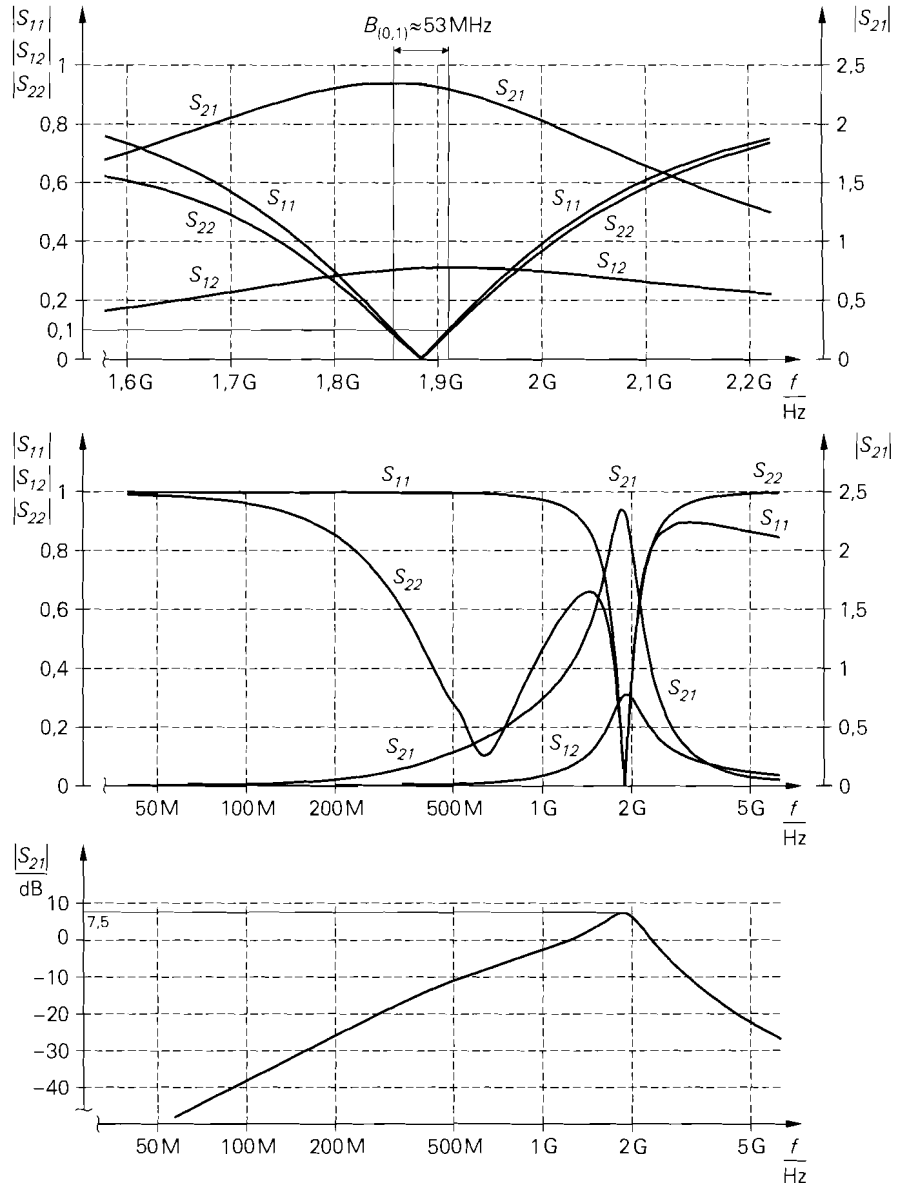 |S11|
|S12|
|S22|
B(0,1)≈53MHz
|S21|
1
0,8
0,6
0,4
0,2
0,1
0
2,5
2
1,5
1
0,5
0
S21
S21
S11
S22
S12
S11
S22
S12
1,6G 1,7G 1,8G 1,9G 2G 2,1G 2,2G f/Hz
|S11|
|S12|
|S22|
|S21|
1
0,8
0,6
0,4
0,2
0
2,5
2
1,5
1
0,5
0
S11
S21
S22
S11
S22
S21
S12
S21
50M 100M 200M 500M 1G 2G 5G f/Hz
|S21|/dB
10
7,5
0
−10
−20
−30
−40
50M 100M 200M 500M 1G 2G 5G f/Hz